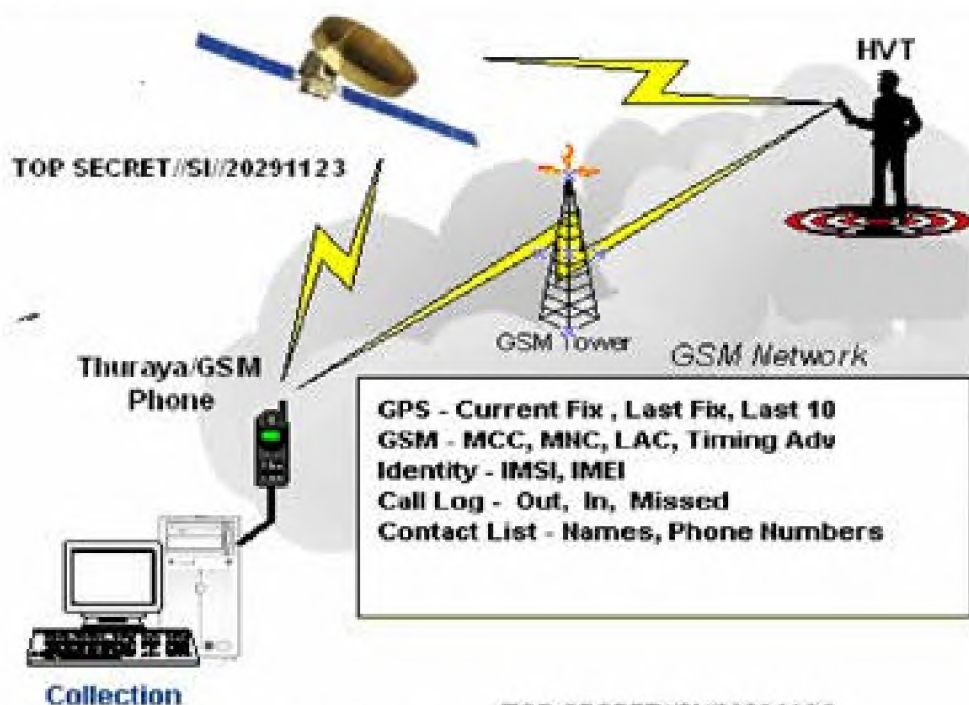 HVT
TOP SECRET//SI//20291123
GSM Tower
GSM Network
Thuraya/GSM
Phone
GPS - Current Fix , Last Fix, Last 10
GSM - MCC, MNC, LAC, Timing Adv
Identity - IMSI, IMEI
Call Log - Out, In, Missed
Contact List - Names, Phone Numbers
Collection